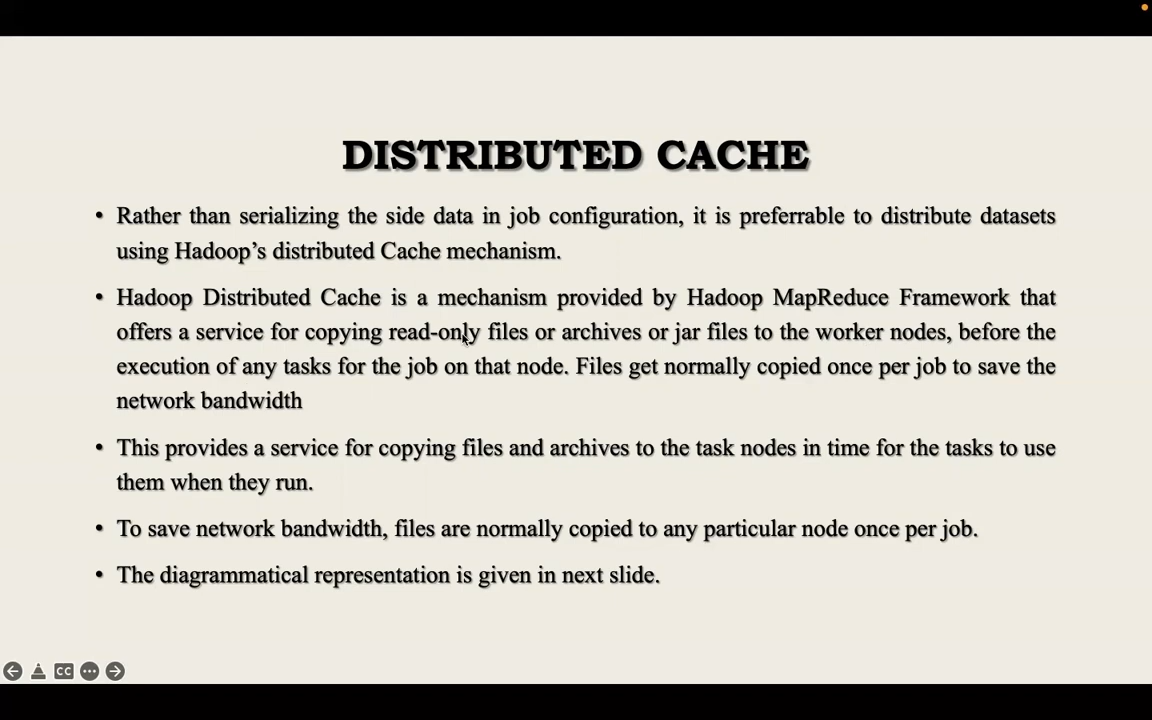 DISTRIBUTED CACHE
• Rather than serializing the side data in job configuration, it is preferrable to distribute datasets
using Hadoop's distributed Cache mechanism.
• Hadoop Distributed Cache is a mechanism provided by Hadoop MapReduce Framework that
offers a service for copying read-only files or archives or jar files to the worker nodes, before the
execution of any tasks for the job on that node. Files get normally copied once per job to save the
network bandwidth
• This provides a service for copying files and archives to the task nodes in time for the tasks to use
them when they run.
• To save network bandwidth, files are normally copied to any particular node once per job.
• The diagrammatical representation is given in next slide.
CC